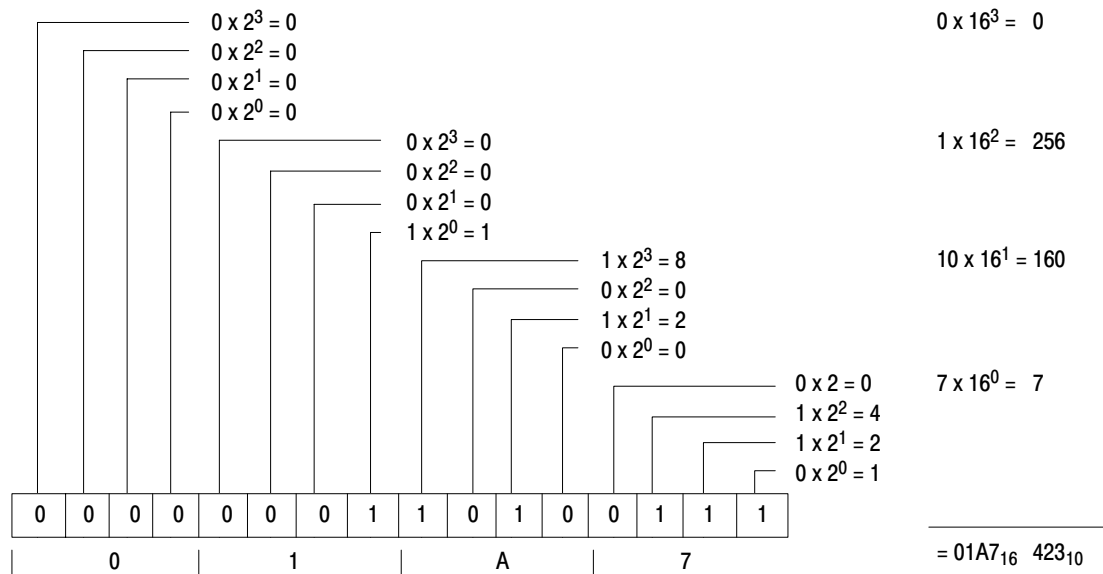 0 x 2³ = 0 0 x 16³ = 0
0 x 2² = 0
0 x 2¹ = 0
0 x 2⁰ = 0
0 x 2³ = 0 1 x 16² = 256
0 x 2² = 0
0 x 2¹ = 0
1 x 2⁰ = 1
1 x 2³ = 8 10 x 16¹ = 160
0 x 2² = 0
1 x 2¹ = 2
0 x 2⁰ = 0
0 x 2 = 0 7 x 16⁰ = 7
1 x 2² = 4
1 x 2¹ = 2
0 x 2⁰ = 1
0 0 0 0 0 0 0 1 1 0 1 0 0 1 1 1
0 1 A 7 = 01A7₁₆ 423₁₀